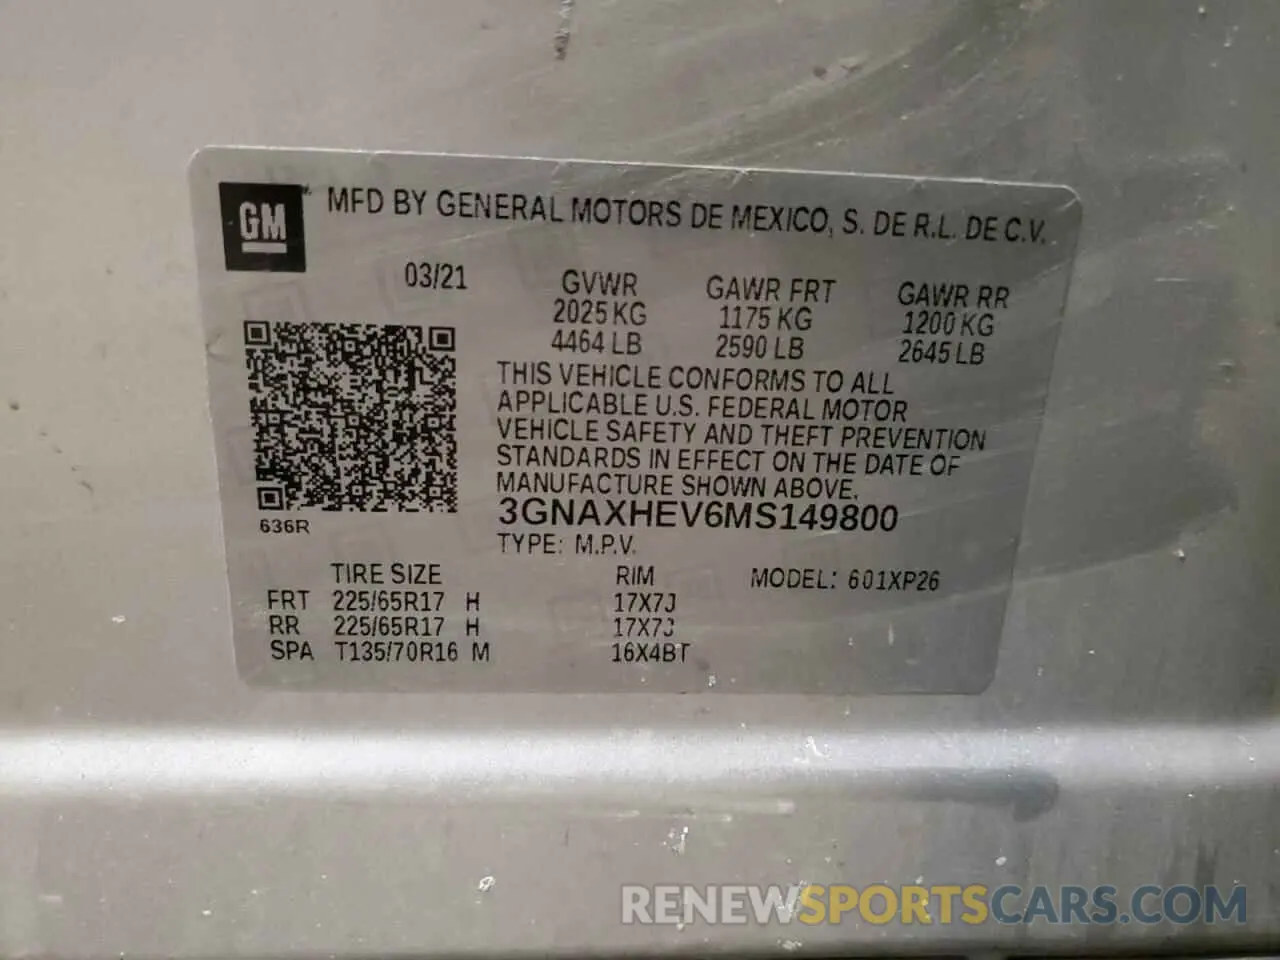 GM
MFD BY GENERAL MOTORS DE MEXICO, S. DE R.L. DE C.V.
03/21
GVWR GAWR FRT GAWR RR
2025 KG 1175 KG 1200 KG
4464 LB 2590 LB 2645 LB
THIS VEHICLE CONFORMS TO ALL
APPLICABLE U.S. FEDERAL MOTOR
VEHICLE SAFETY AND THEFT PREVENTION
STANDARDS IN EFFECT ON THE DATE OF
MANUFACTURE SHOWN ABOVE.
3GNAXHEV6MS149800
636R
TYPE: M.P.V.
TIRE SIZE RIM MODEL: 601XP26
FRT 225/65R17 H 17X7J
RR 225/65R17 H 17X7J
SPA T135/70R16 M 16X4BT
RENEWSPORTSCARS.COM